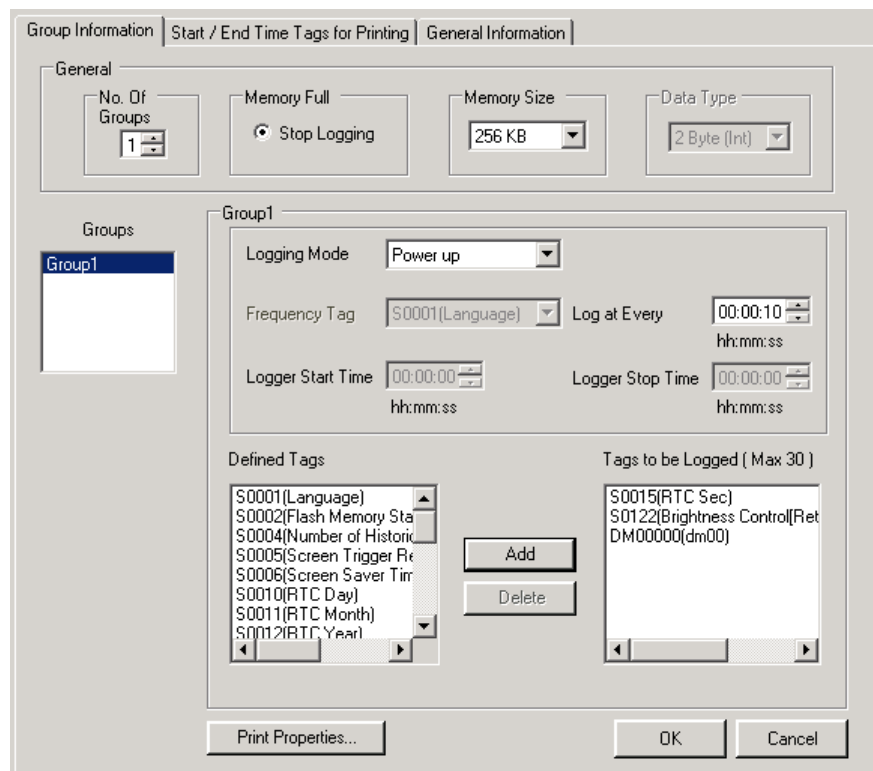 Group Information Start / End Time Tags for Printing General Information
General
No. Of Groups
1
Memory Full
Stop Logging
Memory Size
256 KB
Data Type
2 Byte (Int)
Groups
Group1
Group1
Logging Mode Power up
Frequency Tag S0001(Language) Log at Every 00:00:10
hh:mm:ss
Logger Start Time 00:00:00 Logger Stop Time 00:00:00
hh:mm:ss hh:mm:ss
Defined Tags
S0001(Language)
S0002(Flash Memory Sta
S0004(Number of Historic
S0005(Screen Trigger Re
S0006(Screen Saver Tim
S0010(RTC Day)
S0011(RTC Month)
S0012(RTC Year)
Add
Delete
Tags to be Logged ( Max 30 )
S0015(RTC Sec)
S0122(Brightness Control[Ret
DM00000(dm00)
Print Properties... OK Cancel